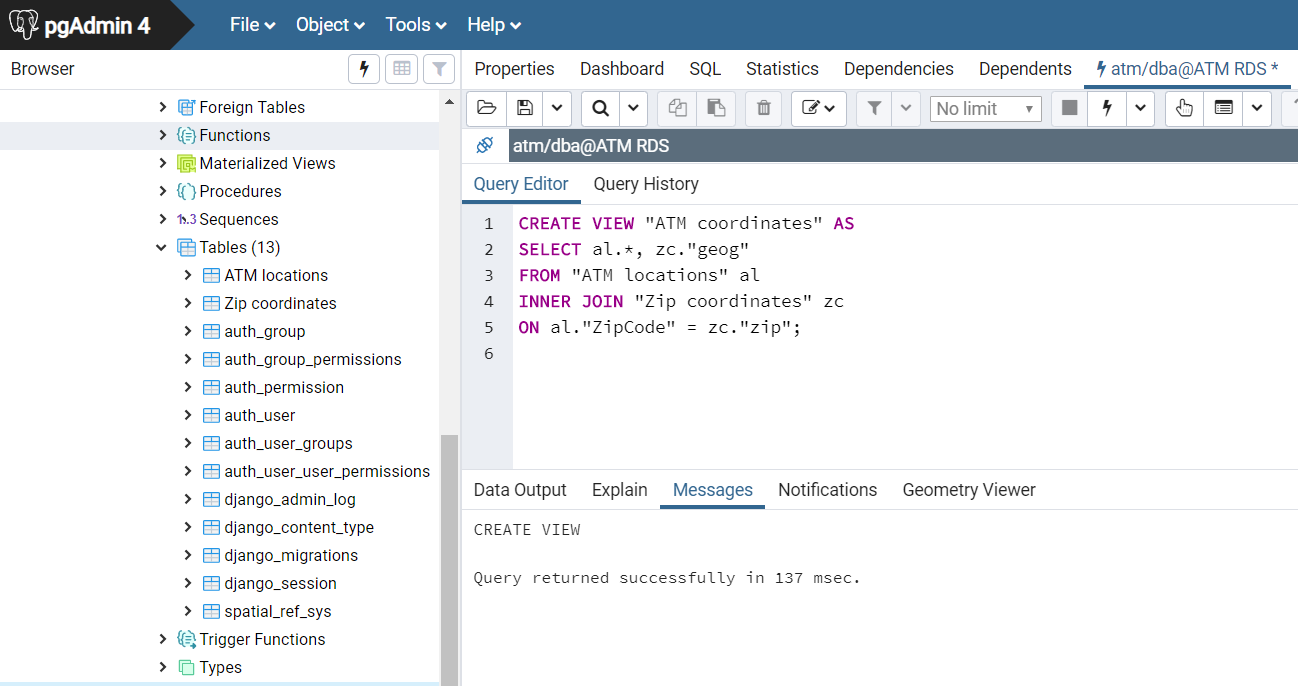 pgAdmin 4
File Object Tools Help
Browser
Properties Dashboard SQL Statistics Dependencies Dependents atm/dba@ATM RDS *
No limit
atm/dba@ATM RDS
Query Editor Query History
Foreign Tables
Functions
Materialized Views
Procedures
1..3 Sequences
Tables (13)
ATM locations
Zip coordinates
auth_group
auth_group_permissions
auth_permission
auth_user
auth_user_groups
auth_user_user_permissions
django_admin_log
django_content_type
django_migrations
django_session
spatial_ref_sys
Trigger Functions
Types
1 CREATE VIEW "ATM coordinates" AS
2 SELECT al.*, zc."geog"
3 FROM "ATM locations" al
4 INNER JOIN "Zip coordinates" zc
5 ON al."ZipCode" = zc."zip";
6
Data Output Explain Messages Notifications Geometry Viewer
CREATE VIEW
Query returned successfully in 137 msec.